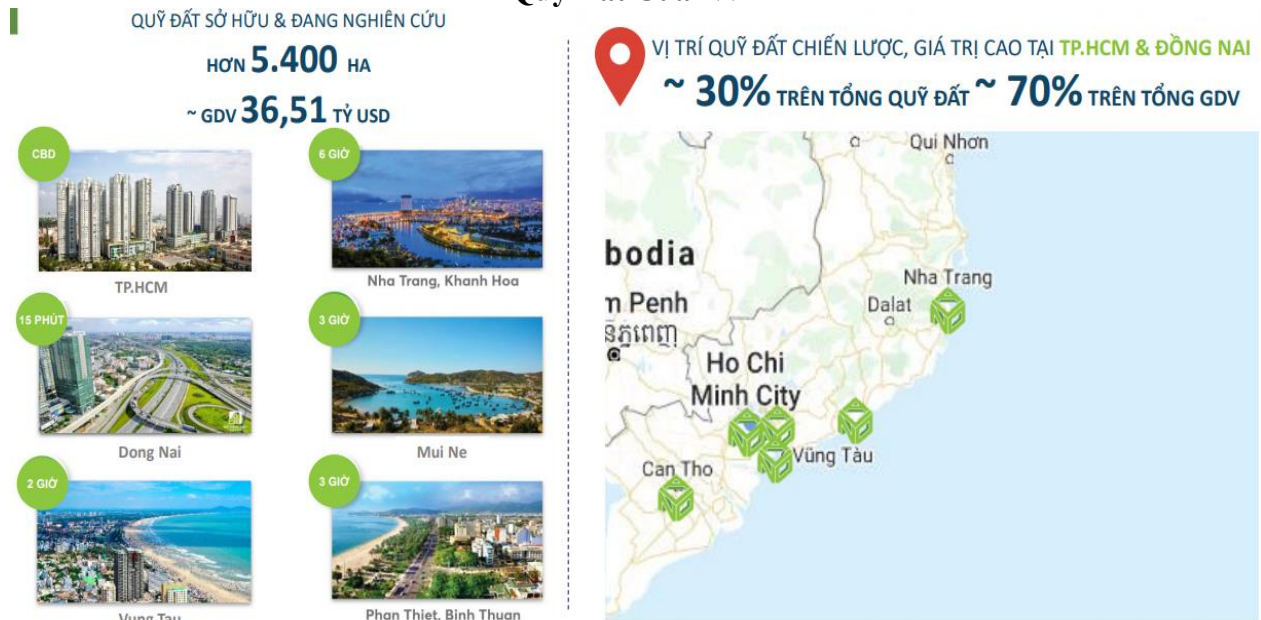 QUỸ ĐẤT SỞ HỮU & ĐANG NGHIÊN CỨU
HƠN 5.400 HA
~ GDV 36,51 TỶ USD
CBD
TP.HCM
6 GIỜ
Nha Trang, Khanh Hoa
15 PHÚT
Dong Nai
3 GIỜ
Mui Ne
2 GIỜ
Vung Tau
3 GIỜ
Phan Thiet, Binh Thuan
VỊ TRÍ QUỸ ĐẤT CHIẾN LƯỢC, GIÁ TRỊ CAO TẠI TP.HCM & ĐỒNG NAI
~ 30% TRÊN TỔNG QUỸ ĐẤT ~ 70% TRÊN TỔNG GDV
Qui Nhơn
bodia
Nha Trang
Dalat
m Penh
Ho Chi
Minh City
Vũng Tàu
Can Tho